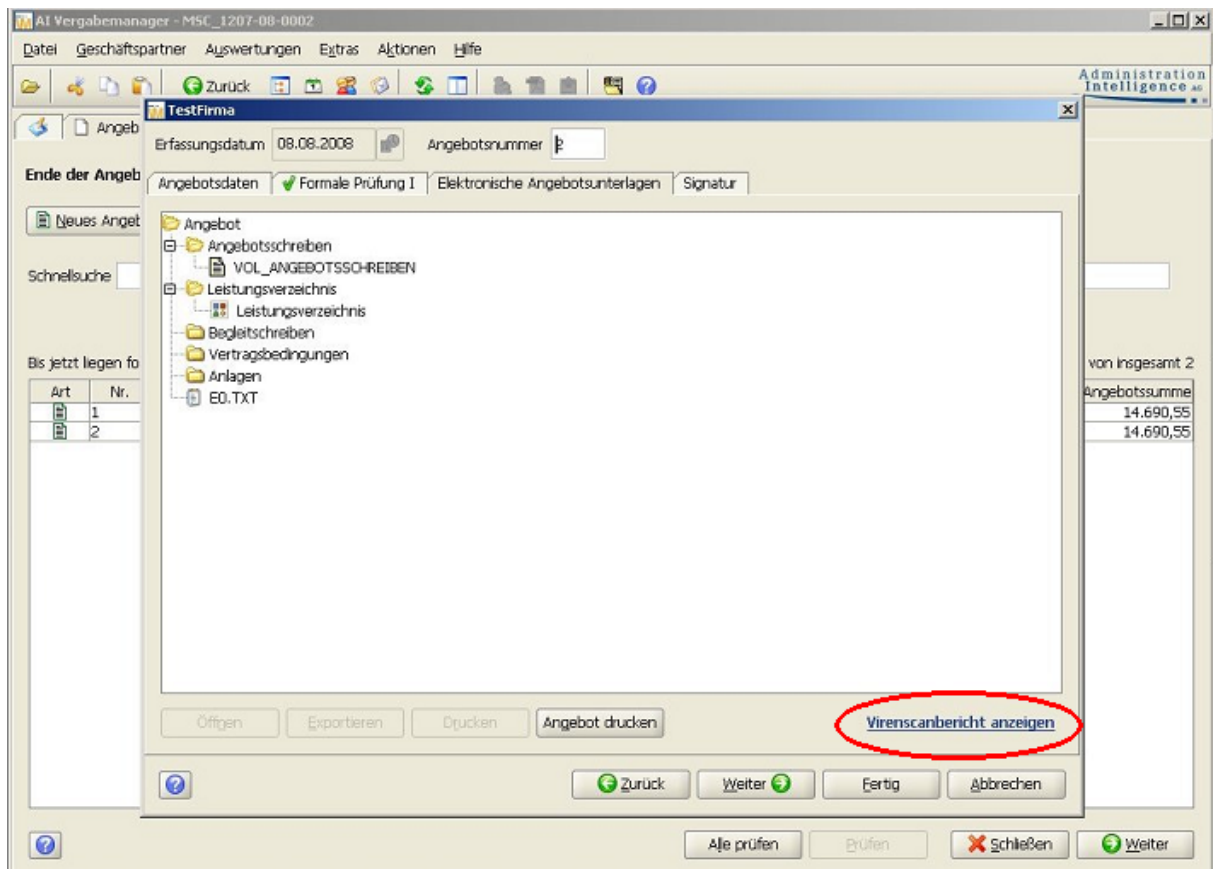 AI Vergabemanager - MSC_1207-08-0002
Datei Geschäftspartner Auswertungen Extras Aktionen Hilfe
Zurück
Administration
Intelligence AG
TestFirma
Angeb
Erfassungsdatum 08.08.2008 Angebotsnummer 2
Ende der Angeb
Angebotsdaten Formale Prüfung I Elektronische Angebotsunterlagen Signatur
Neues Angeb
Angebot
Angebotsschreiben
VOL_ANGEBOTSSCHREIBEN
Schnellsuche
Leistungsverzeichnis
Leistungsverzeichnis
Begleitschreiben
Vertragsbedingungen
Bis jetzt liegen fo
von insgesamt 2
Anlagen
Art Nr. Angebotssumme
E0.TXT
1 14.690,55
2 14.690,55
Öffnen Exportieren Drucken Angebot drucken Virenscanbericht anzeigen
Zurück Weiter Fertig Abbrechen
Alle prüfen Prüfen Schließen Weiter